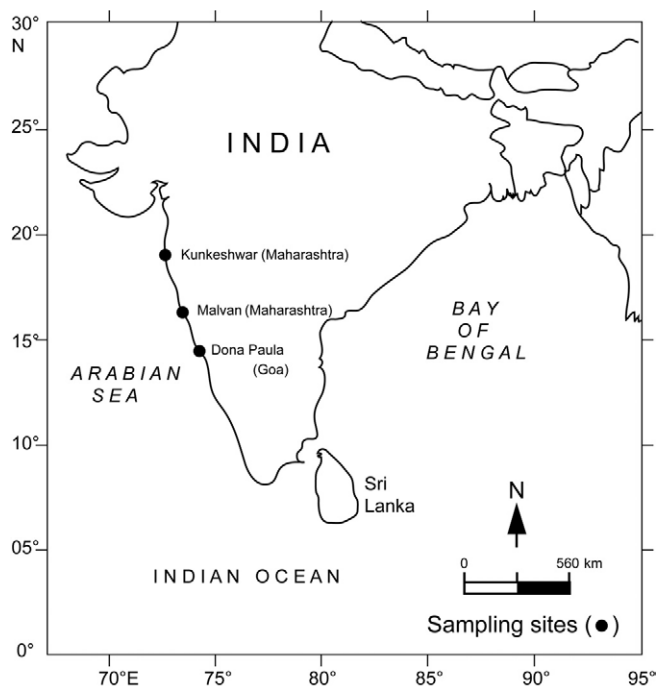 30°
N
25°
20°
15°
10°
05°
0°
INDIA
Kunkeshwar (Maharashtra)
Malvan (Maharashtra)
Dona Paula
(Goa)
ARABIAN
SEA
BAY
OF
BENGAL
Sri
Lanka
INDIAN OCEAN
N
0
560 km
Sampling sites (●)
70°E
75°
80°
85°
90°
95°